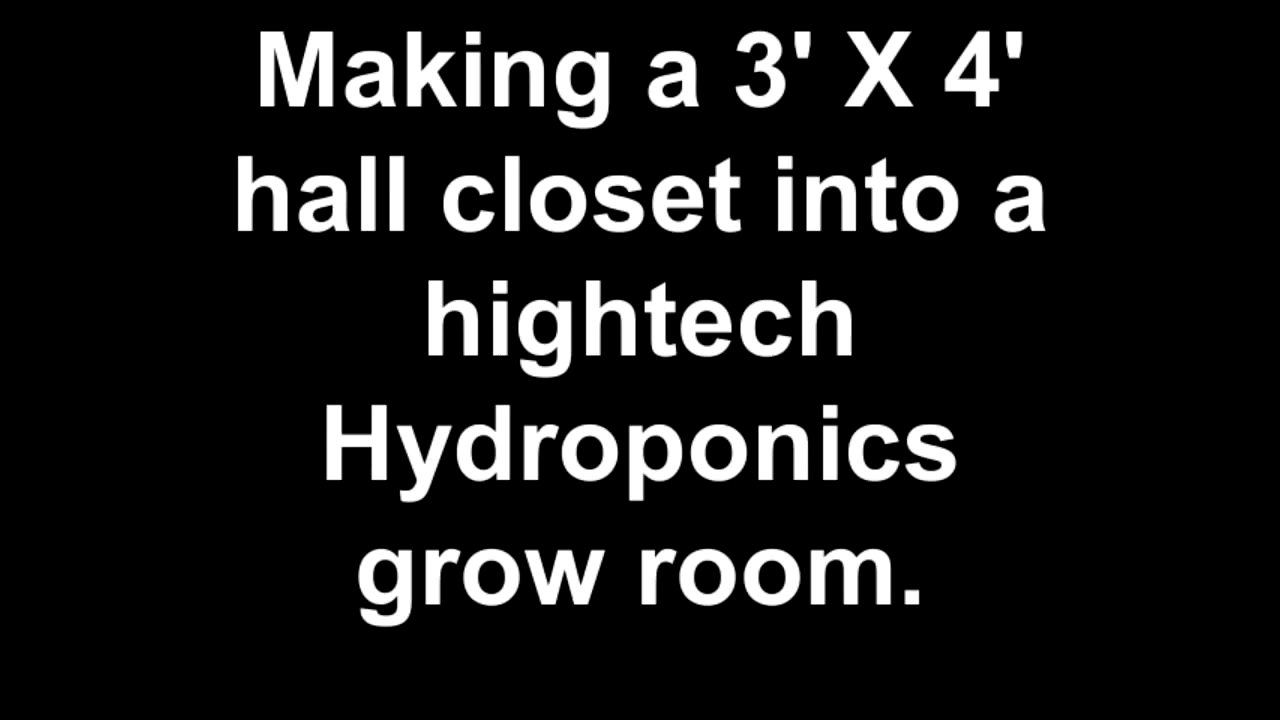 Making a 3' X 4'
hall closet into a
hightech
Hydroponics
grow room.